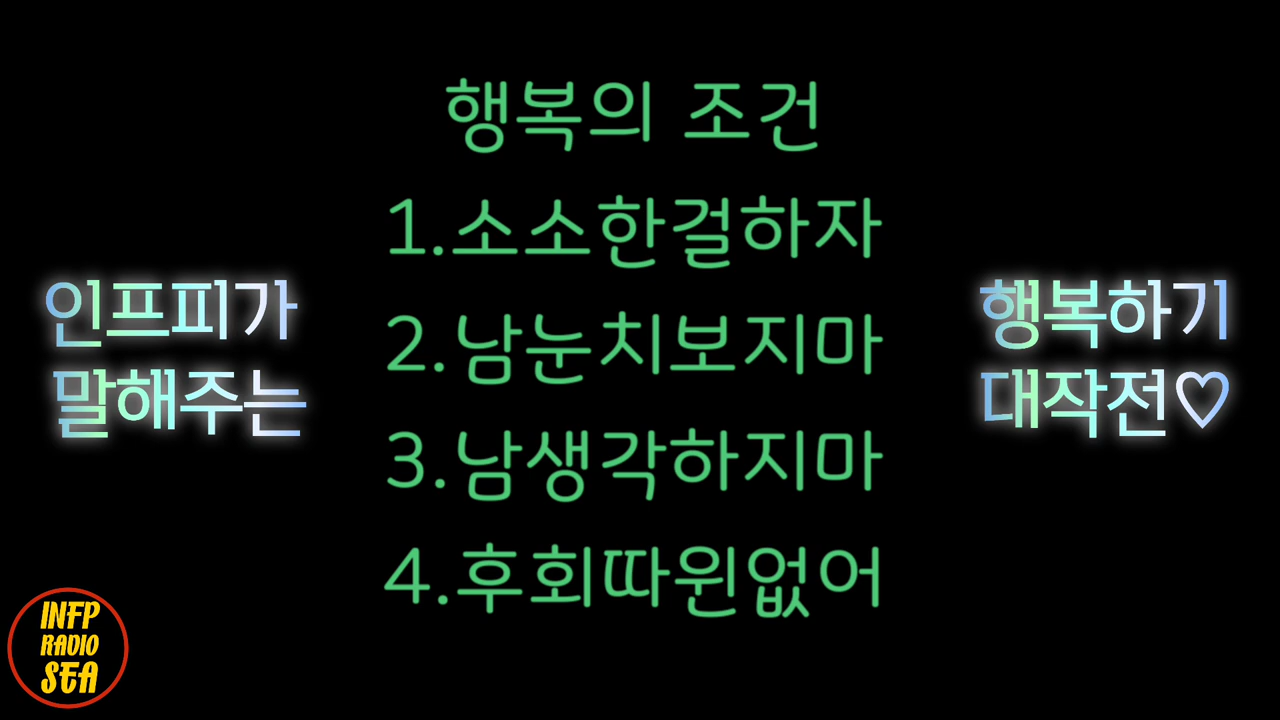 행복의 조건
1.소소한걸하자
2.남눈치보지마
3.남생각하지마
4.후회따윈없어
인프피가
말해주는
행복하기
대작전♡
INFP
RADIO
SEA